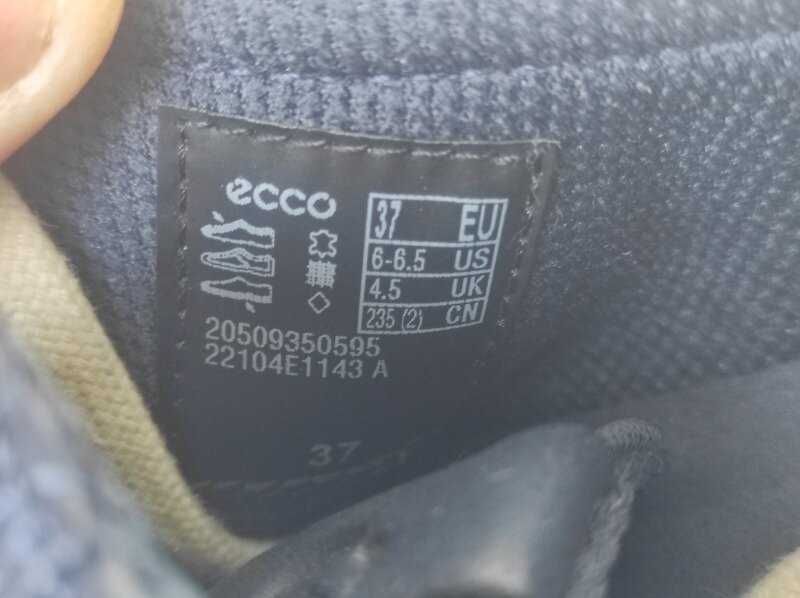 ecco
37 EU
6-6.5 US
4.5 UK
235 (2) CN
20509350595
22104E1143 A
37